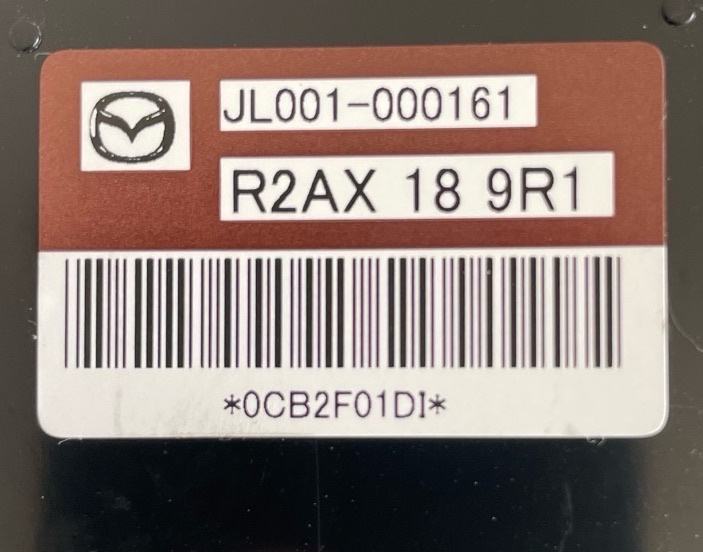 JL001-000161
R2AX 18 9R1
*0CB2F01DI*